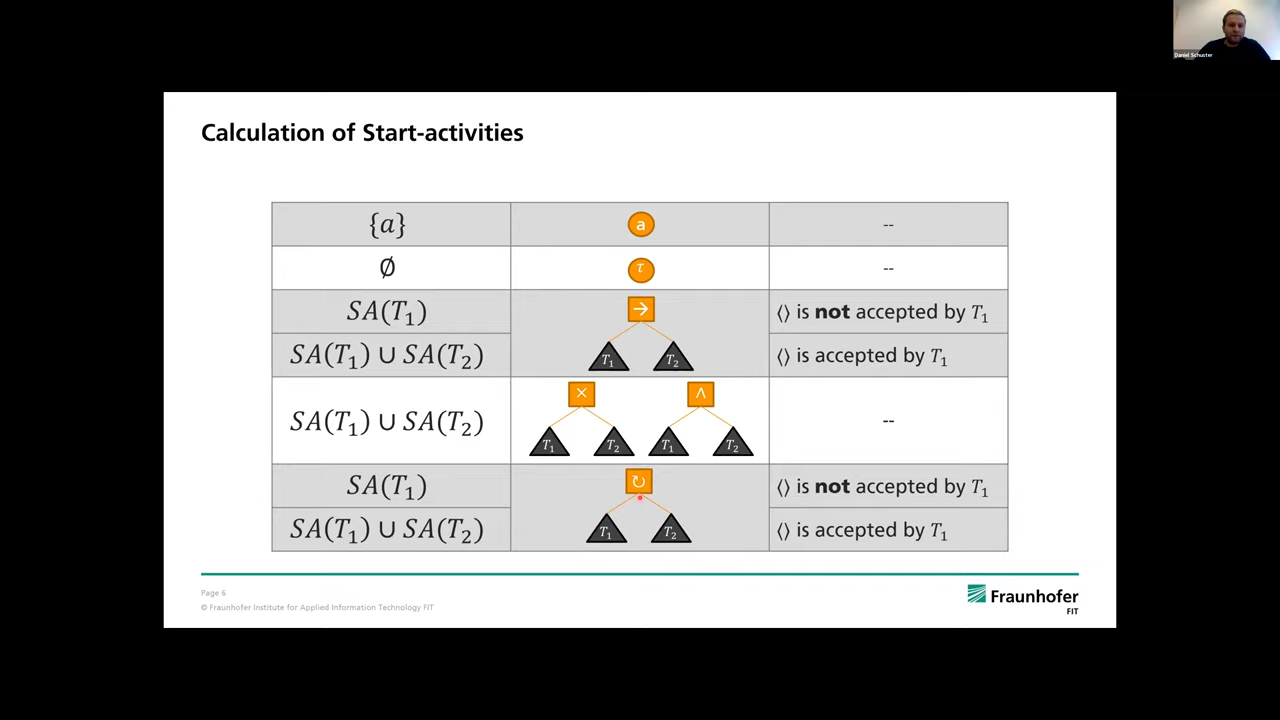 Daniel Schuster
Calculation of Start-activities
{a} a --
∅ τ --
SA(T₁) → ⟨⟩ is not accepted by T₁
SA(T₁) ∪ SA(T₂) T₁ T₂ ⟨⟩ is accepted by T₁
× ∧
SA(T₁) ∪ SA(T₂) --
T₁ T₂ T₁ T₂
SA(T₁) ↻ ⟨⟩ is not accepted by T₁
SA(T₁) ∪ SA(T₂) T₁ T₂ ⟨⟩ is accepted by T₁
Page 6
© Fraunhofer Institute for Applied Information Technology FIT
Fraunhofer
FIT